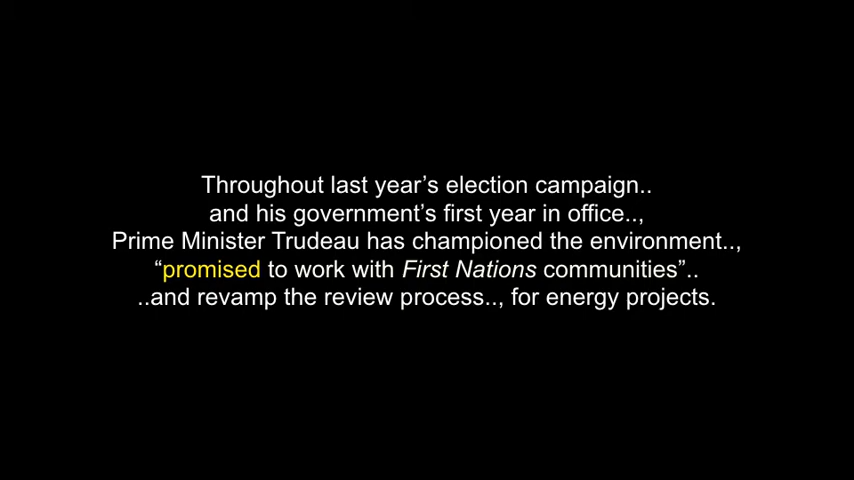 Throughout last year’s election campaign..
and his government’s first year in office..,
Prime Minister Trudeau has championed the environment..,
“promised to work with First Nations communities”..
..and revamp the review process.., for energy projects.